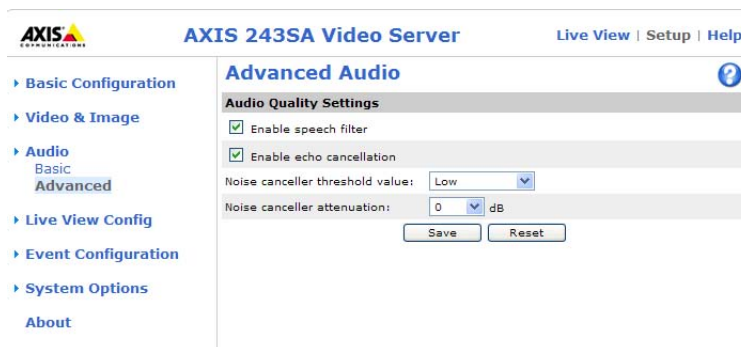 AXIS
COMMUNICATIONS
AXIS 243SA Video Server
Live View | Setup | Help
Basic Configuration
Video & Image
Audio
Basic
Advanced
Live View Config
Event Configuration
System Options
About
Advanced Audio
?
Audio Quality Settings
Enable speech filter
Enable echo cancellation
Noise canceller threshold value: Low
Noise canceller attenuation: 0 dB
Save Reset